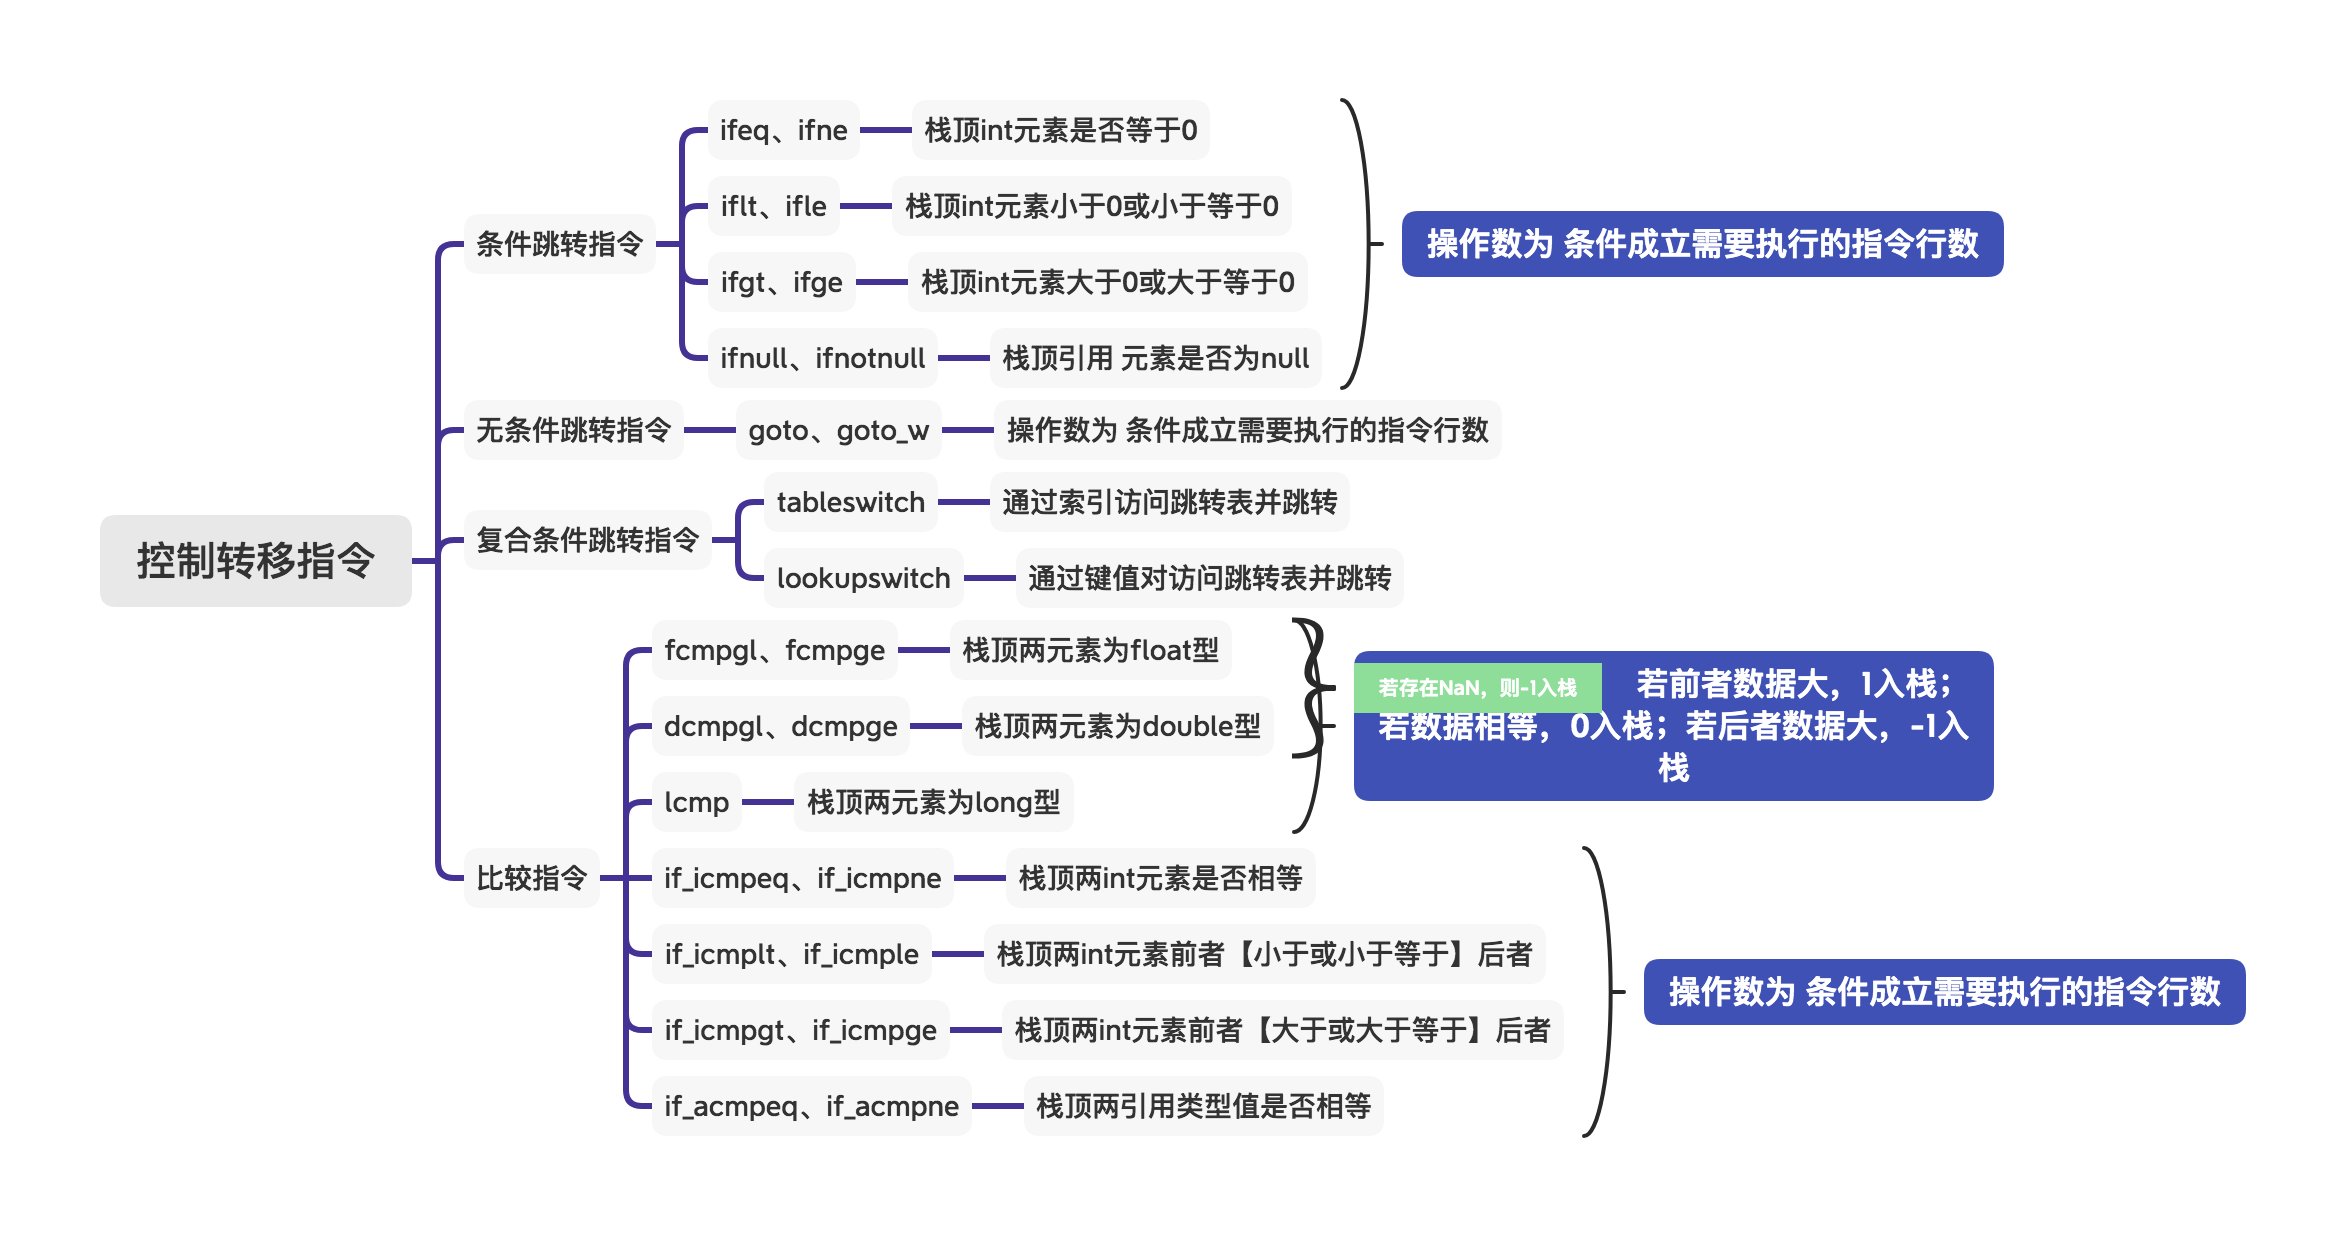 控制转移指令
条件跳转指令
ifeq、ifne
栈顶int元素是否等于0
iflt、ifle
栈顶int元素小于0或小于等于0
ifgt、ifge
栈顶int元素大于0或大于等于0
ifnull、ifnotnull
栈顶引用 元素是否为null
操作数为 条件成立需要执行的指令行数
无条件跳转指令
goto、goto_w
操作数为 条件成立需要执行的指令行数
复合条件跳转指令
tableswitch
通过索引访问跳转表并跳转
lookupswitch
通过键值对访问跳转表并跳转
比较指令
fcmpgl、fcmpge
栈顶两元素为float型
dcmpgl、dcmpge
栈顶两元素为double型
lcmp
栈顶两元素为long型
若存在NaN，则-1入栈
若前者数据大，1入栈；
若数据相等，0入栈；若后者数据大，-1入
栈
if_icmpeq、if_icmpne
栈顶两int元素是否相等
if_icmplt、if_icmple
栈顶两int元素前者【小于或小于等于】后者
if_icmpgt、if_icmpge
栈顶两int元素前者【大于或大于等于】后者
if_acmpeq、if_acmpne
栈顶两引用类型值是否相等
操作数为 条件成立需要执行的指令行数